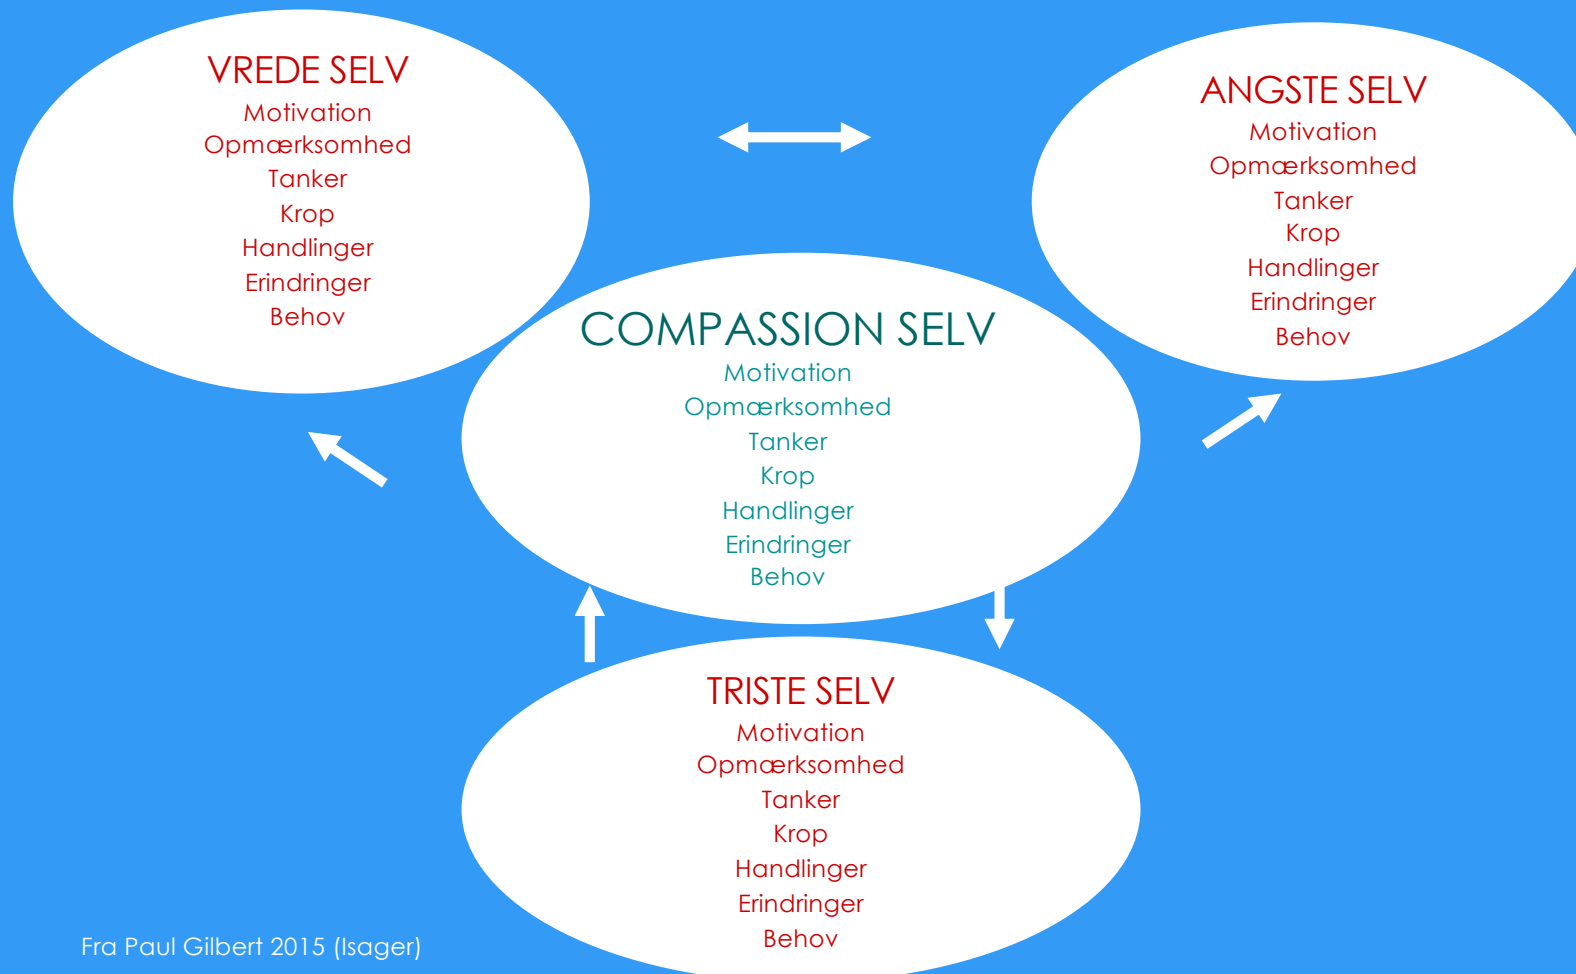 VREDE SELV
Motivation
Opmærksomhed
Tanker
Krop
Handlinger
Erindringer
Behov
ANGSTE SELV
Motivation
Opmærksomhed
Tanker
Krop
Handlinger
Erindringer
Behov
COMPASSION SELV
Motivation
Opmærksomhed
Tanker
Krop
Handlinger
Erindringer
Behov
TRISTE SELV
Motivation
Opmærksomhed
Tanker
Krop
Handlinger
Erindringer
Behov
Fra Paul Gilbert 2015 (Isager)